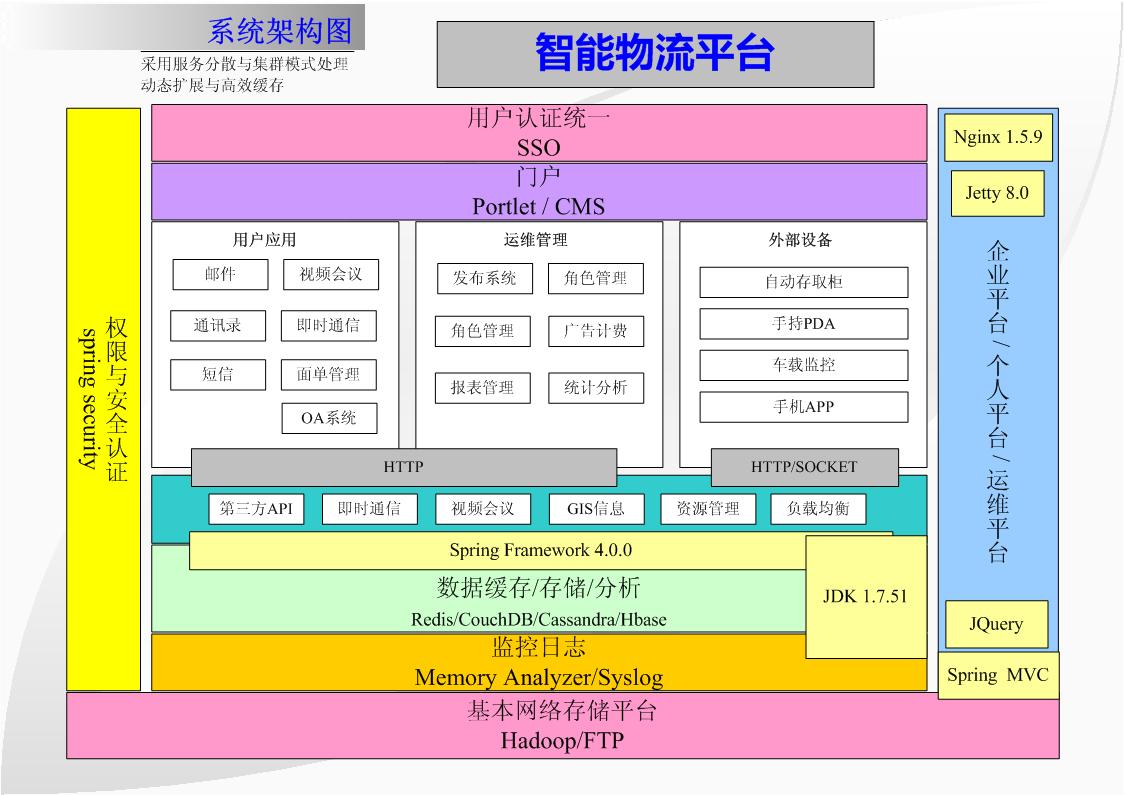 系统架构图
采用服务分散与集群模式处理
动态扩展与高效缓存
智能物流平台
权限与安全认证
spring security
用户认证统一
SSO
门户
Portlet / CMS
用户应用
邮件
视频会议
通讯录
即时通信
短信
面单管理
OA系统
运维管理
发布系统
角色管理
角色管理
广告计费
报表管理
统计分析
外部设备
自动存取柜
手持PDA
车载监控
手机APP
HTTP
HTTP/SOCKET
第三方API
即时通信
视频会议
GIS信息
资源管理
负载均衡
Spring Framework 4.0.0
JDK 1.7.51
数据缓存/存储/分析
Redis/CouchDB/Cassandra/Hbase
监控日志
Memory Analyzer/Syslog
基本网络存储平台
Hadoop/FTP
Nginx 1.5.9
Jetty 8.0
企业平台/个人平台/运维平台
JQuery
Spring MVC